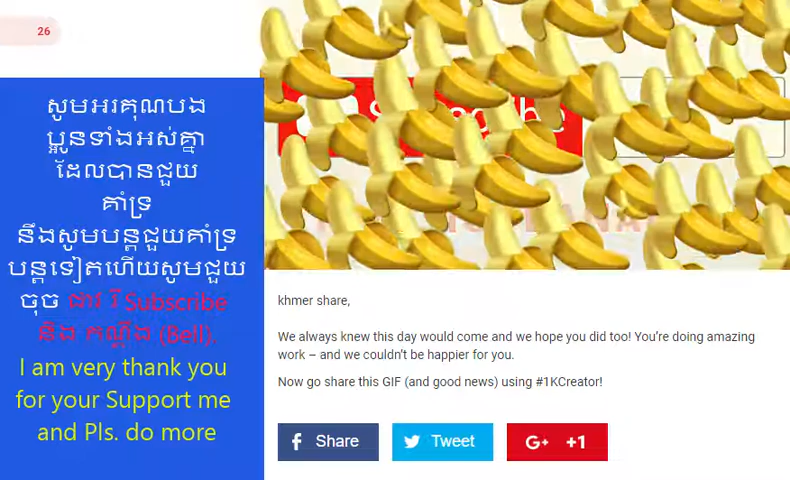 26
សូមអរគុណបង
ប្អូនទាំងអស់គ្នា
ដែលបានជួយ
គាំទ្រ
នឹងសូមបន្តជួយគាំទ្រ
បន្តទៀតហើយសូមជួយ
ចុច ជាវ រឺ Subscribe
និង កណ្ដឹង (Bell).
I am very thank you
for your Support me
and Pls. do more
khmer share,
We always knew this day would come and we hope you did too! You’re doing amazing
work – and we couldn’t be happier for you.
Now go share this GIF (and good news) using #1KCreator!
Share
Tweet
G+ +1